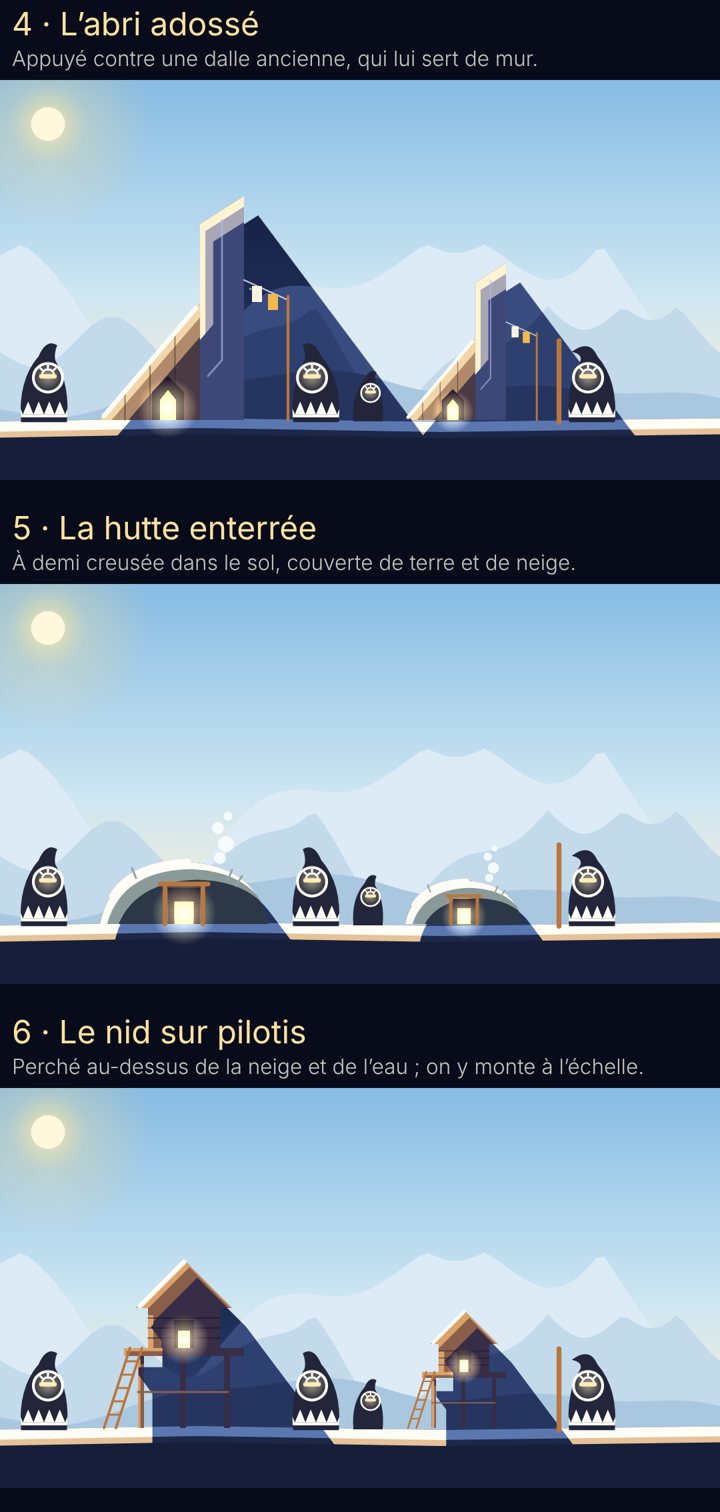 4 · L’abri adossé
Appuyé contre une dalle ancienne, qui lui sert de mur.
5 · La hutte enterrée
À demi creusée dans le sol, couverte de terre et de neige.
6 · Le nid sur pilotis
Perché au-dessus de la neige et de l’eau ; on y monte à l’échelle.